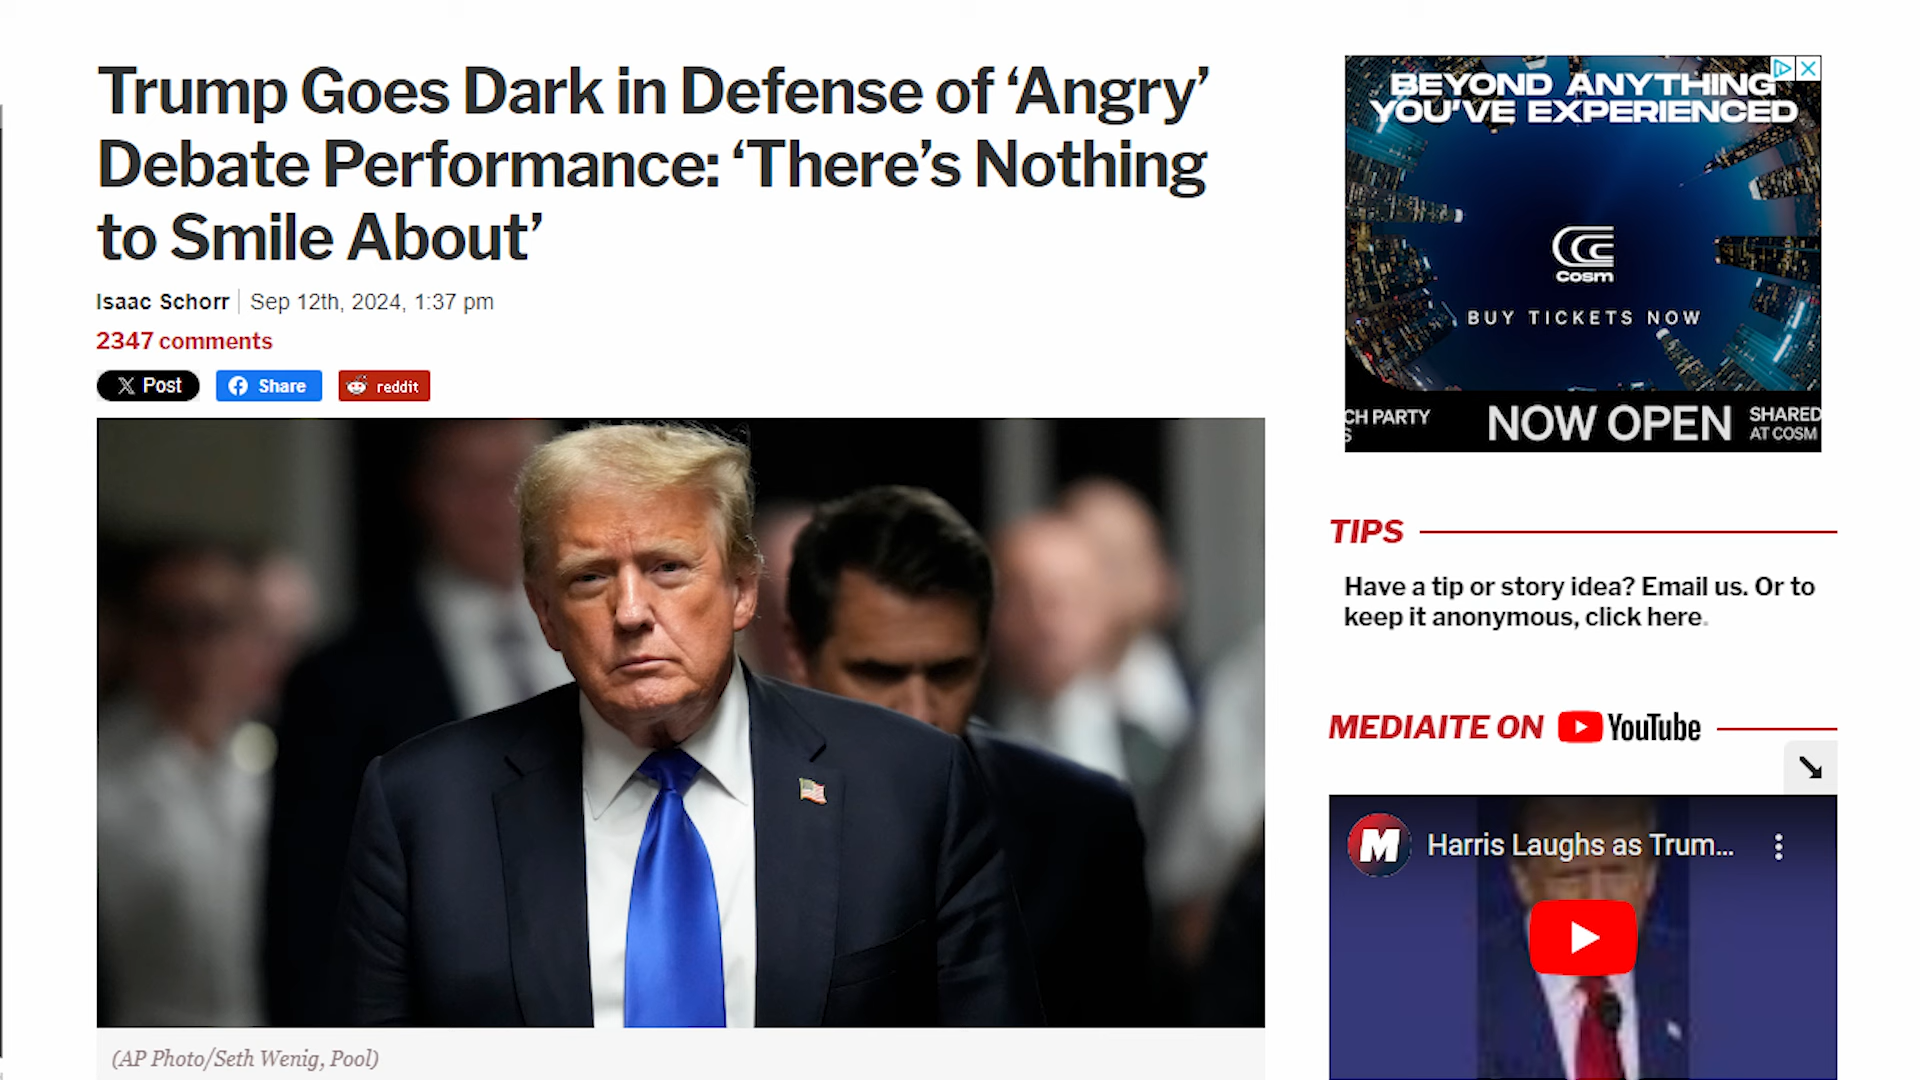 Trump Goes Dark in Defense of ‘Angry’
Debate Performance: ‘There’s Nothing
to Smile About’
Isaac Schorr | Sep 12th, 2024, 1:37 pm
2347 comments
X Post
Share
reddit
(AP Photo/Seth Wenig, Pool)
BEYOND ANYTHING
YOU’VE EXPERIENCED
Cosm
BUY TICKETS NOW
CH PARTY
S
NOW OPEN
SHARED
AT COSM
TIPS
Have a tip or story idea? Email us. Or to
keep it anonymous, click here.
MEDIAITE ON YouTube
M
Harris Laughs as Trum...